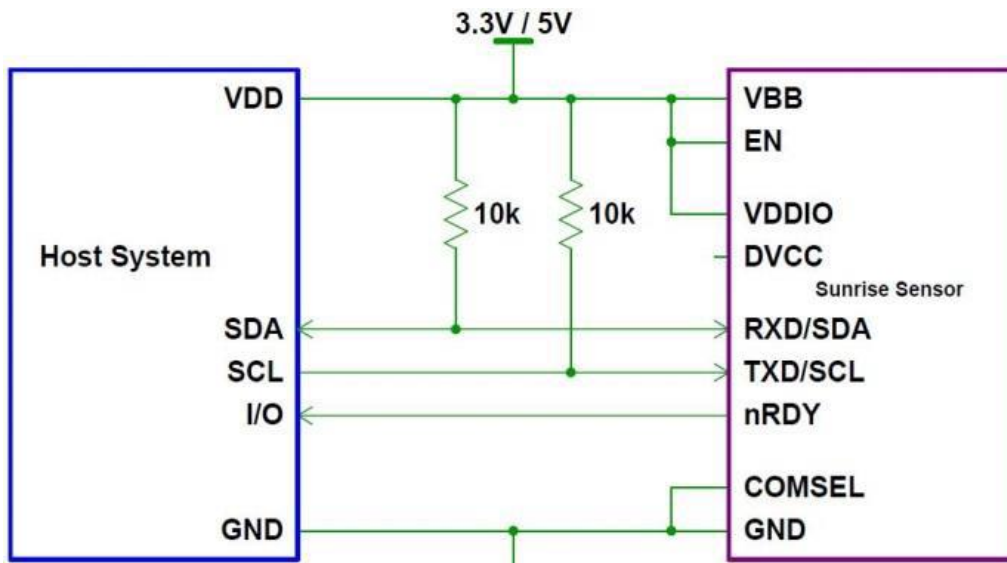 3.3V / 5V
VDD
VBB
EN
10k
10k
VDDIO
Host System
DVCC
Sunrise Sensor
SDA
RXD/SDA
SCL
TXD/SCL
I/O
nRDY
COMSEL
GND
GND